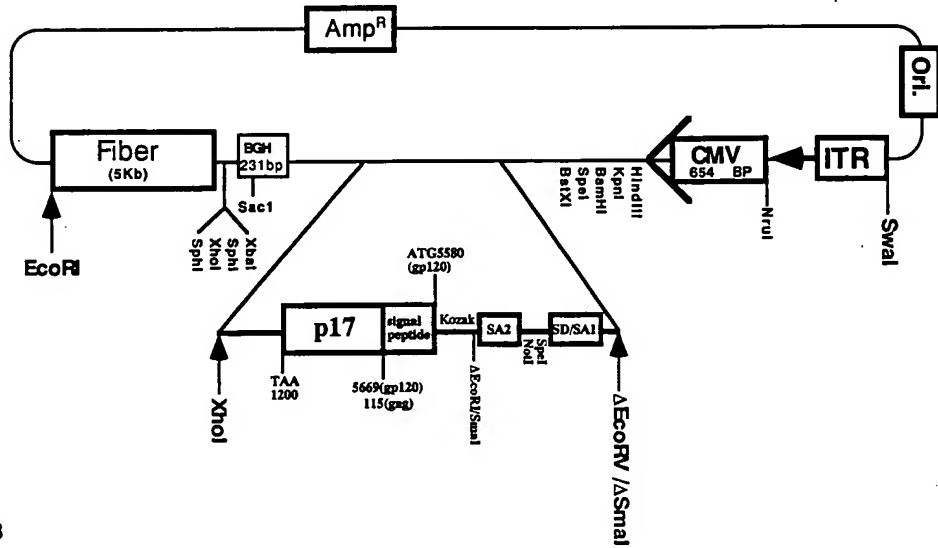 Amp^R
Ori.
Fiber
(5Kb)
BGH
231bp
CMV
654 BP
ITR
Sac1
HindIII
KpnI
BamHI
SpeI
BstXI
NruI
SwaI
XbaI
SphI
XhoI
SphI
EcoRI
ATG5580
(gp120)
p17
signal
peptide
Kozak
SA2
SpeI
NotI
SD/SA1
TAA
1200
5669(gp120)
115(gag)
ΔEcoRI/SmaI
XhoI
ΔEcoRV /ΔSmaI